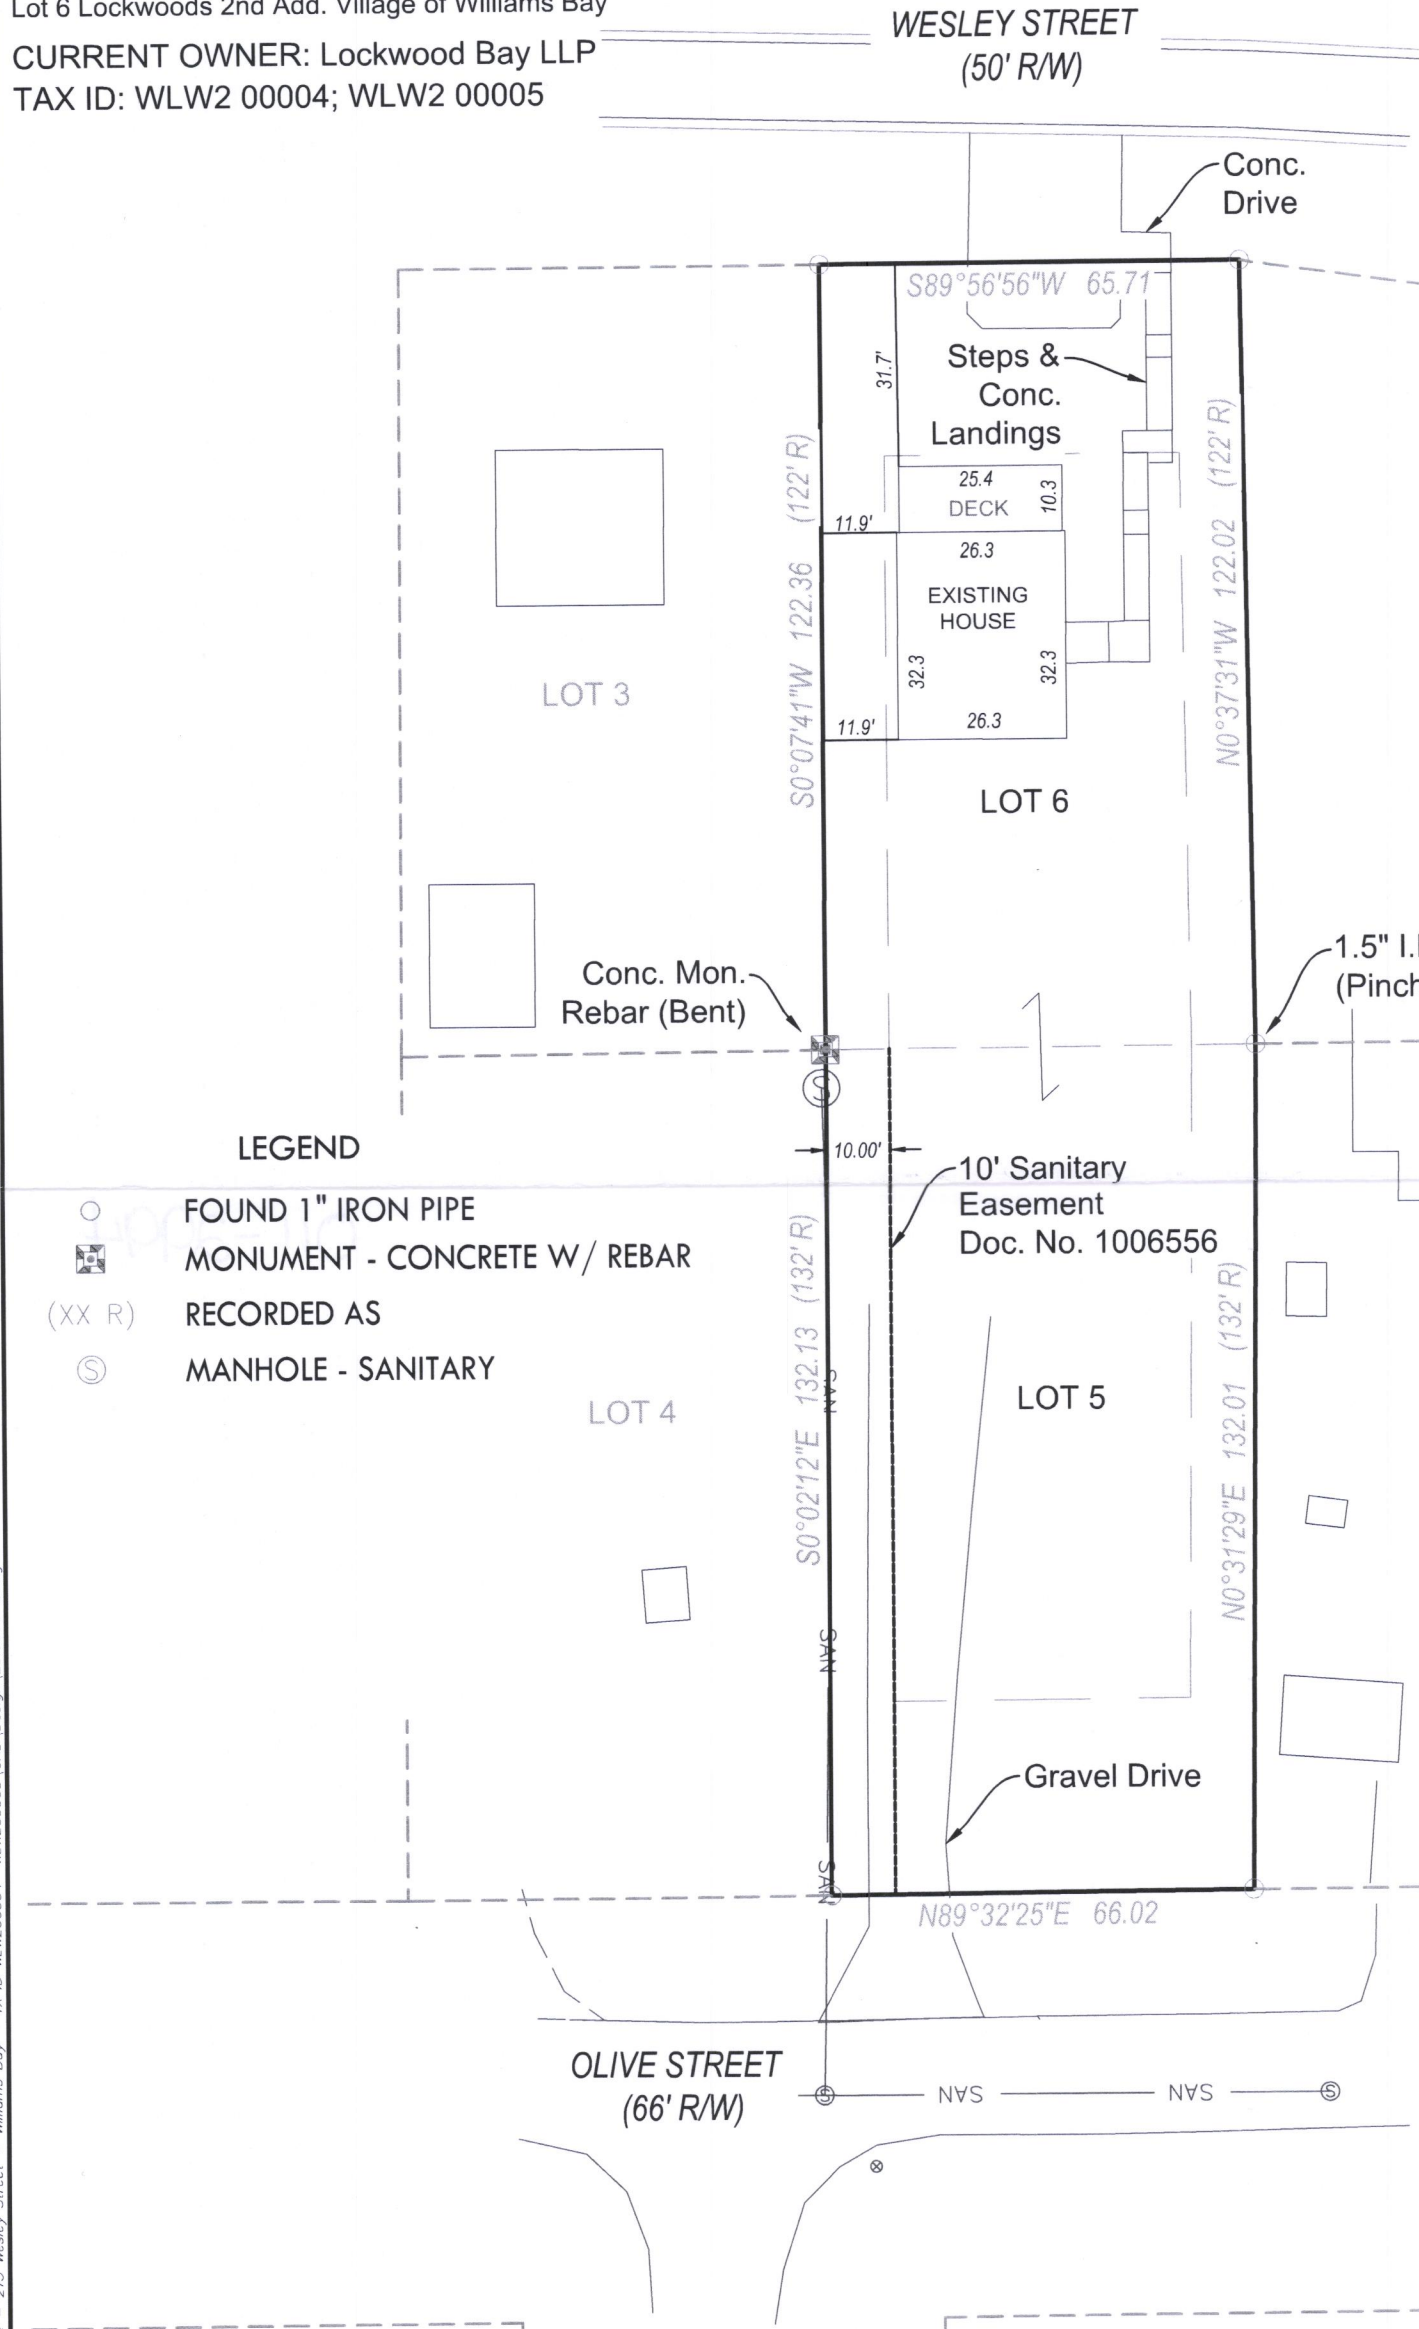 Lot 6 Lockwoods 2nd Add. Village of Williams Bay
CURRENT OWNER: Lockwood Bay LLP
TAX ID: WLW2 00004; WLW2 00005
WESLEY STREET
(50' R/W)
Conc.
Drive
S89°56'56"W 65.71
31.7'
Steps &
Conc.
Landings
25.4
DECK
10.3
11.9'
26.3
EXISTING
HOUSE
32.3
32.3
11.9'
26.3
S0°07'41"W 122.36 (122' R)
N0°37'31"W 122.02 (122' R)
LOT 3
LOT 6
Conc. Mon.
Rebar (Bent)
1.5"
S
10.00'
10' Sanitary
Easement
Doc. No. 1006556
LEGEND
FOUND 1" IRON PIPE
MONUMENT - CONCRETE W/ REBAR
(XX R) RECORDED AS
S MANHOLE - SANITARY
LOT 4
LOT 5
S0°02'12"E 132.13 (132' R)
N0°31'29"E 132.01 (132' R)
SAN
SAN
SAN
Gravel Drive
N89°32'25"E 66.02
OLIVE STREET
(66' R/W)
S
SAN
SAN
S